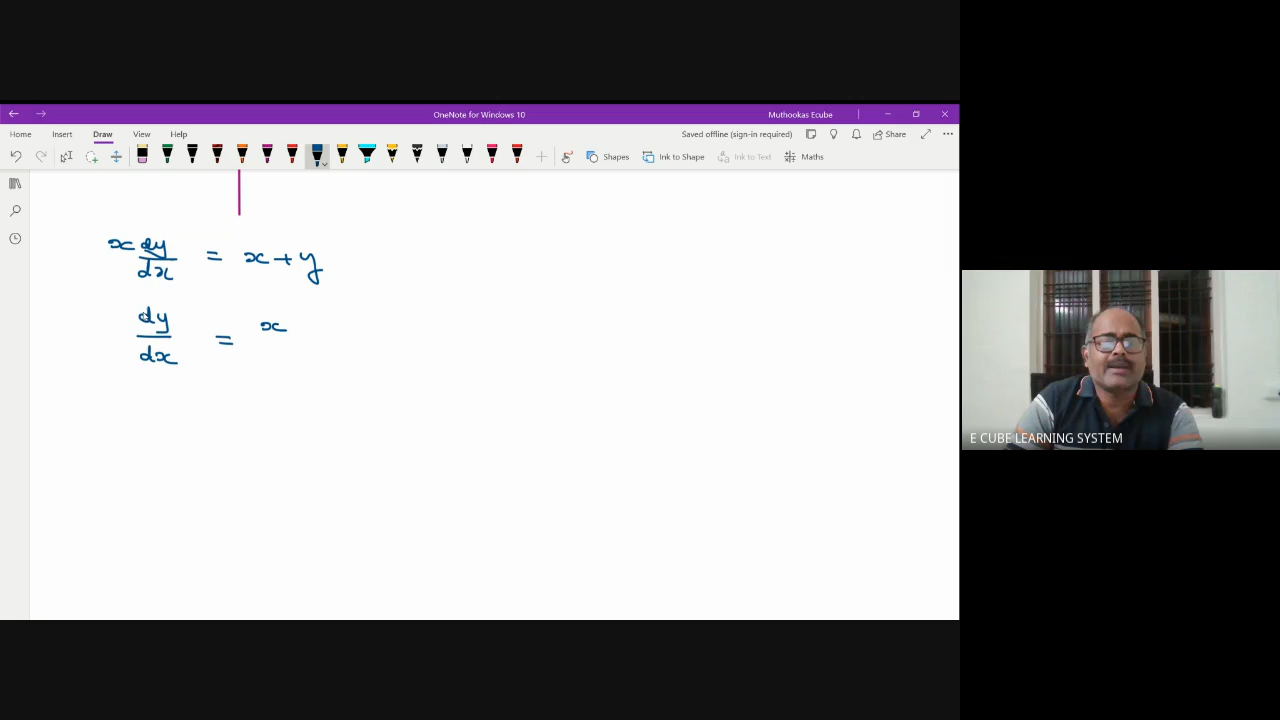 OneNote for Windows 10
Muthookas Ecube
Home Insert Draw View Help
Saved offline (sign-in required)
Share
Shapes
Ink to Shape
Ink to Text
Maths
x dy/dx = x + y
dy/dx = x
E CUBE LEARNING SYSTEM